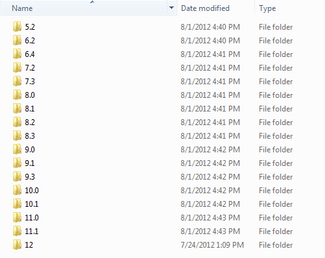 Name Date modified Type
5.2 8/1/2012 4:40 PM File folder
6.2 8/1/2012 4:40 PM File folder
6.4 8/1/2012 4:41 PM File folder
7.2 8/1/2012 4:41 PM File folder
7.3 8/1/2012 4:41 PM File folder
8.0 8/1/2012 4:41 PM File folder
8.1 8/1/2012 4:41 PM File folder
8.2 8/1/2012 4:41 PM File folder
8.3 8/1/2012 4:41 PM File folder
9.0 8/1/2012 4:42 PM File folder
9.1 8/1/2012 4:42 PM File folder
9.3 8/1/2012 4:42 PM File folder
10.0 8/1/2012 4:42 PM File folder
10.1 8/1/2012 4:42 PM File folder
11.0 8/1/2012 4:43 PM File folder
11.1 8/1/2012 4:43 PM File folder
12 7/24/2012 1:09 PM File folder